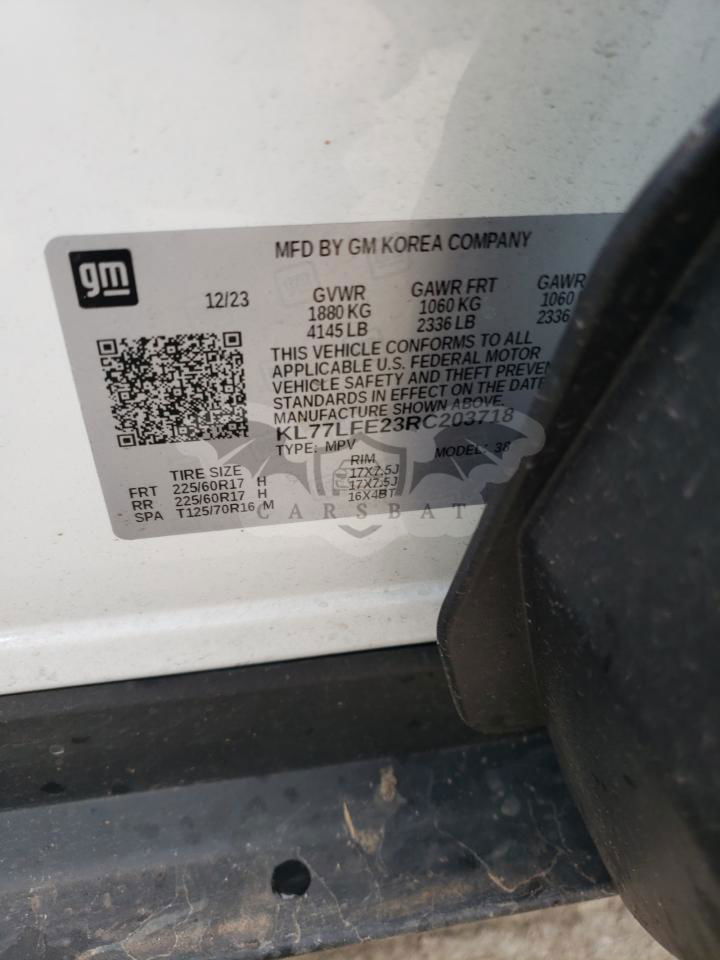 gm
MFD BY GM KOREA COMPANY
12/23
GVWR
1880 KG
4145 LB
GAWR FRT
1060 KG
2336 LB
GAWR
1060
2336
THIS VEHICLE CONFORMS TO ALL
APPLICABLE U.S. FEDERAL MOTOR
VEHICLE SAFETY AND THEFT PREVEN
STANDARDS IN EFFECT ON THE DATE
MANUFACTURE SHOWN ABOVE.
KL77LFE23RC203718
TYPE: MPV
MODEL: 38
TIRE SIZE
RIM
FRT 225/60R17 H 17X7.5J
RR 225/60R17 H 17X7.5J
SPA T125/70R16 M 16X4BT
CARSBAT